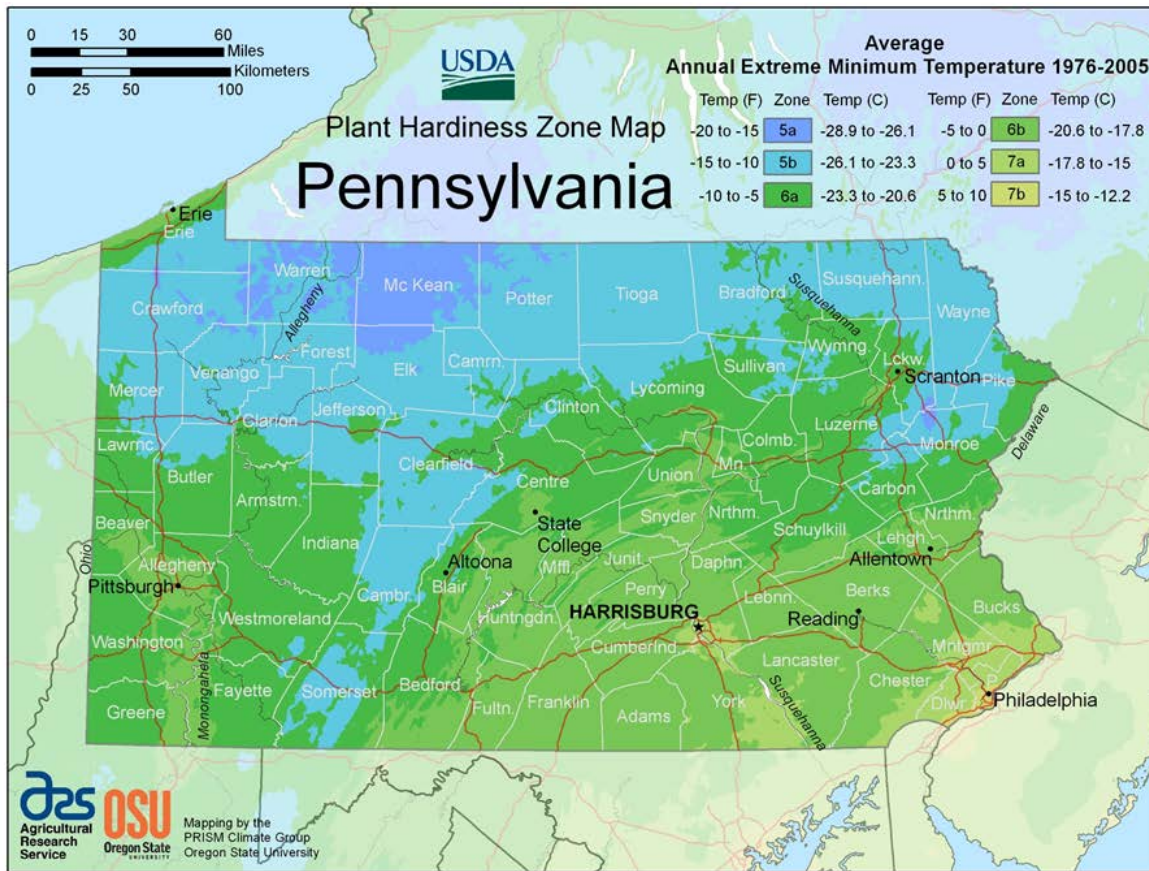 0 15 30 60
Miles
Kilometers
0 25 50 100
USDA
Plant Hardiness Zone Map
Pennsylvania
Average
Annual Extreme Minimum Temperature 1976-2005
Temp (F) Zone Temp (C) Temp (F) Zone Temp (C)
-20 to -15 5a -28.9 to -26.1 -5 to 0 6b -20.6 to -17.8
-15 to -10 5b -26.1 to -23.3 0 to 5 7a -17.8 to -15
-10 to -5 6a -23.3 to -20.6 5 to 10 7b -15 to -12.2
Erie
Erie
Warren
Mc Kean
Crawford
Allegheny
Potter
Tioga
Bradford
Susquehanna
Susquehann.
Wayne
Forest
Venango
Elk
Camrn.
Mercer
Sullivan
Wymng.
Lckw.
Scranton
Pike
Lycoming
Clinton
Jefferson
Clarion
Lawrnc.
Luzerne
Colmb.
Monroe
Delaware
Butler
Clearfield
Centre
Union
Mn.
Armstrn.
Carbon
Beaver
Snyder
Nrthm.
Nrthm.
Schuylkill
Lehgh.
Indiana
State
College
Allentown
Ohio
Allegheny
Altoona
Mffl.
Junit.
Daphn.
Pittsburgh
Cambr.
Blair
Perry
Lebnn.
Berks
Westmoreland
Huntngdn.
HARRISBURG
Reading
Bucks
Washington
Cumberlnd.
Mntgmr.
Lancaster
Monongahela
Fayette
Somerset
Bedford
Chester
P.
Greene
Fultn.
Franklin
Adams
York
Susquehanna
Dlwr.
Philadelphia
ars
Agricultural
Research
Service
OSU
Oregon State
UNIVERSITY
Mapping by the
PRISM Climate Group
Oregon State University